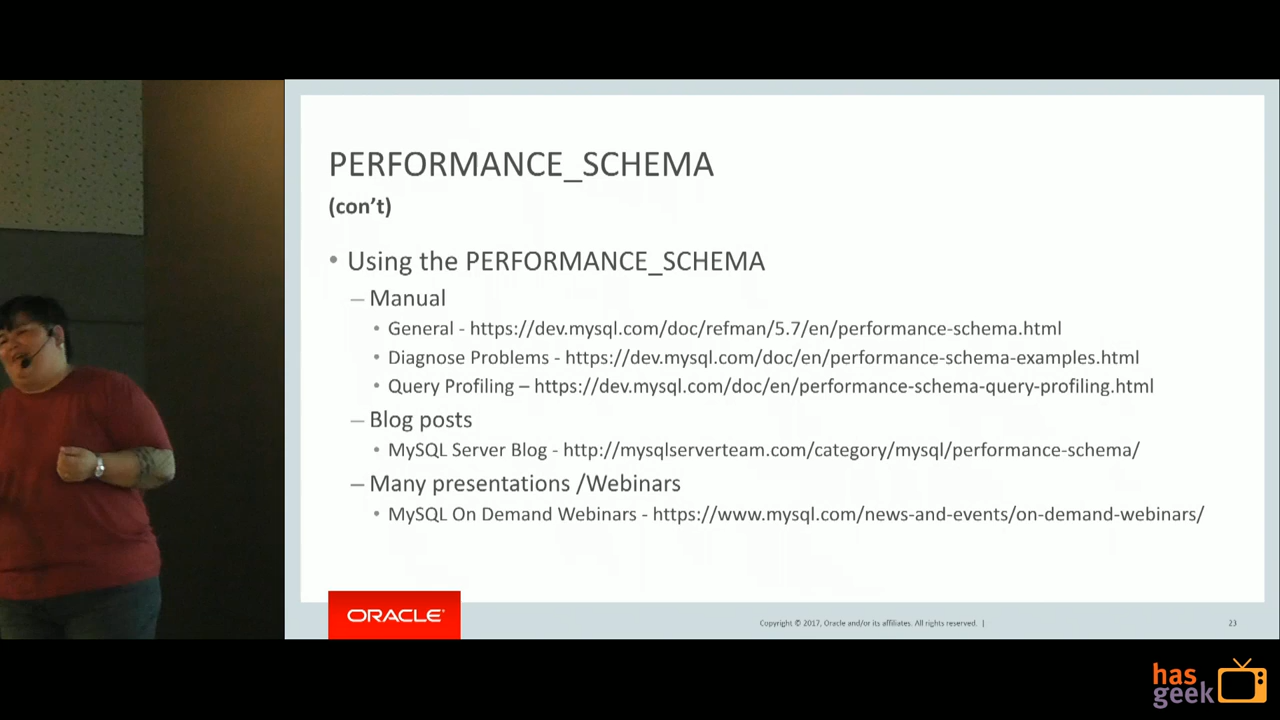 PERFORMANCE_SCHEMA
(con't)
• Using the PERFORMANCE_SCHEMA
– Manual
• General - https://dev.mysql.com/doc/refman/5.7/en/performance-schema.html
• Diagnose Problems - https://dev.mysql.com/doc/en/performance-schema-examples.html
• Query Profiling – https://dev.mysql.com/doc/en/performance-schema-query-profiling.html
– Blog posts
• MySQL Server Blog - http://mysqlserverteam.com/category/mysql/performance-schema/
– Many presentations /Webinars
• MySQL On Demand Webinars - https://www.mysql.com/news-and-events/on-demand-webinars/
ORACLE
Copyright © 2017, Oracle and/or its affiliates. All rights reserved. |
23
has
geek